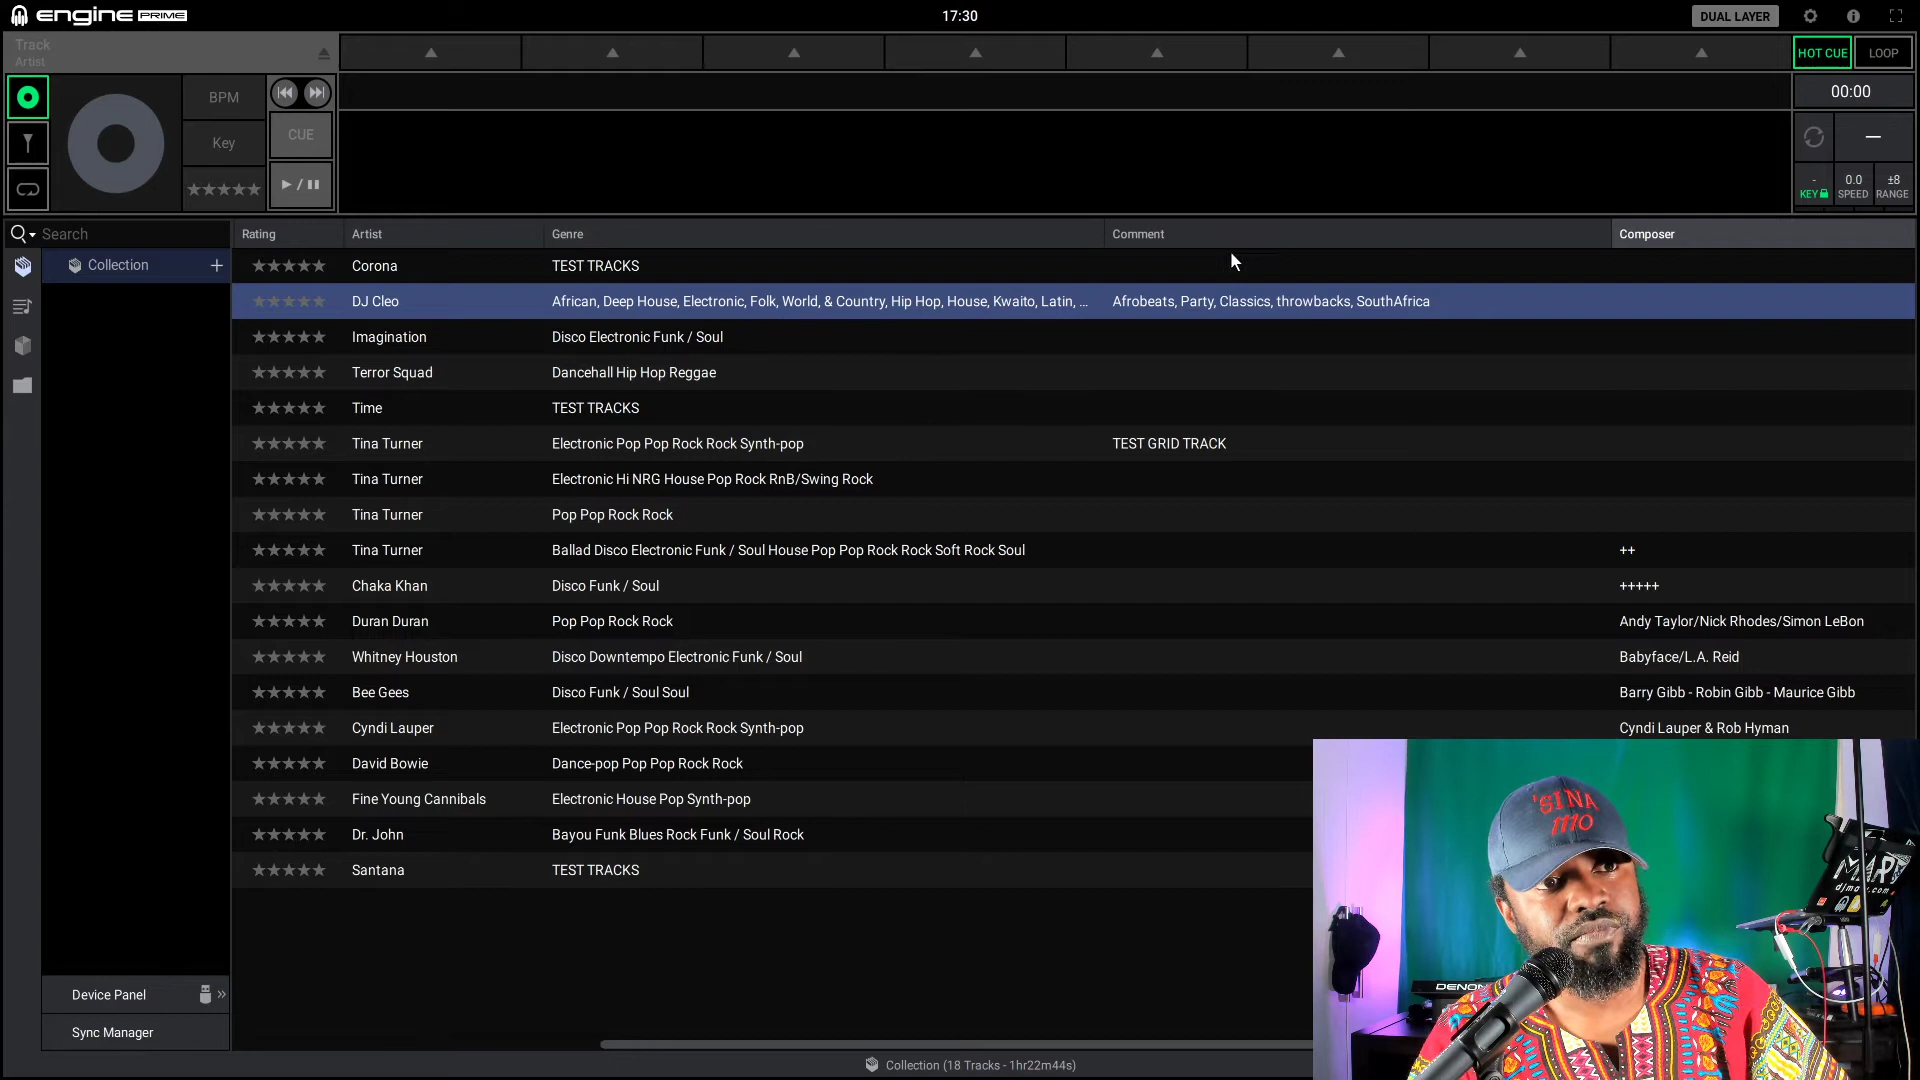 engine PRIME
17:30
DUAL LAYER
Track
Artist
HOT CUE
LOOP
BPM
00:00
CUE
Key
- KEY
0.0 SPEED
±8 RANGE
Search
Rating Artist Genre Comment Composer
Collection
Corona TEST TRACKS
DJ Cleo African, Deep House, Electronic, Folk, World, & Country, Hip Hop, House, Kwaito, Latin, ... Afrobeats, Party, Classics, throwbacks, SouthAfrica
Imagination Disco Electronic Funk / Soul
Terror Squad Dancehall Hip Hop Reggae
Time TEST TRACKS
Tina Turner Electronic Pop Pop Rock Rock Synth-pop TEST GRID TRACK
Tina Turner Electronic Hi NRG House Pop Rock RnB/Swing Rock
Tina Turner Pop Pop Rock Rock
Tina Turner Ballad Disco Electronic Funk / Soul House Pop Pop Rock Rock Soft Rock Soul ++
Chaka Khan Disco Funk / Soul +++++
Duran Duran Pop Pop Rock Rock Andy Taylor/Nick Rhodes/Simon LeBon
Whitney Houston Disco Downtempo Electronic Funk / Soul Babyface/L.A. Reid
Bee Gees Disco Funk / Soul Soul Barry Gibb - Robin Gibb - Maurice Gibb
Cyndi Lauper Electronic Pop Pop Rock Rock Synth-pop Cyndi Lauper & Rob Hyman
David Bowie Dance-pop Pop Pop Rock Rock
Fine Young Cannibals Electronic House Pop Synth-pop
Dr. John Bayou Funk Blues Rock Funk / Soul Rock
Santana TEST TRACKS
'SINA
1110
DENON
Device Panel
Sync Manager
Collection (18 Tracks - 1hr22m44s)